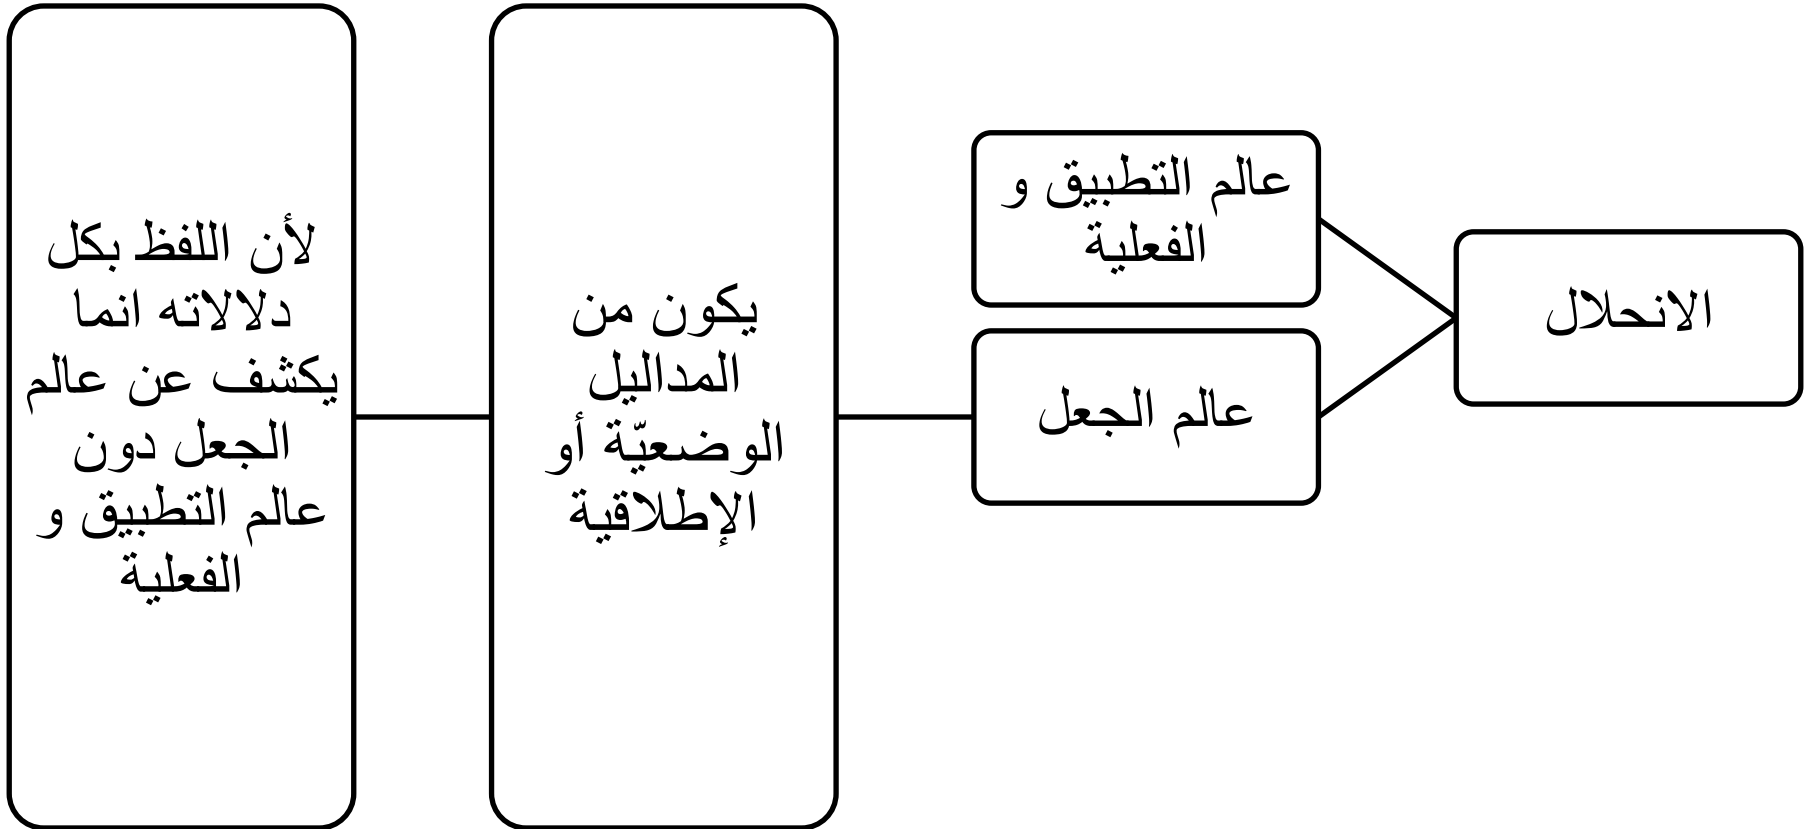 الانحلال
عالم التطبيق و
الفعلية
عالم الجعل
يكون من
المداليل
الوضعيّة أو
الإطلاقية
لأن اللفظ بكل
دلالاته انما
يكشف عن عالم
الجعل دون
عالم التطبيق و
الفعلية